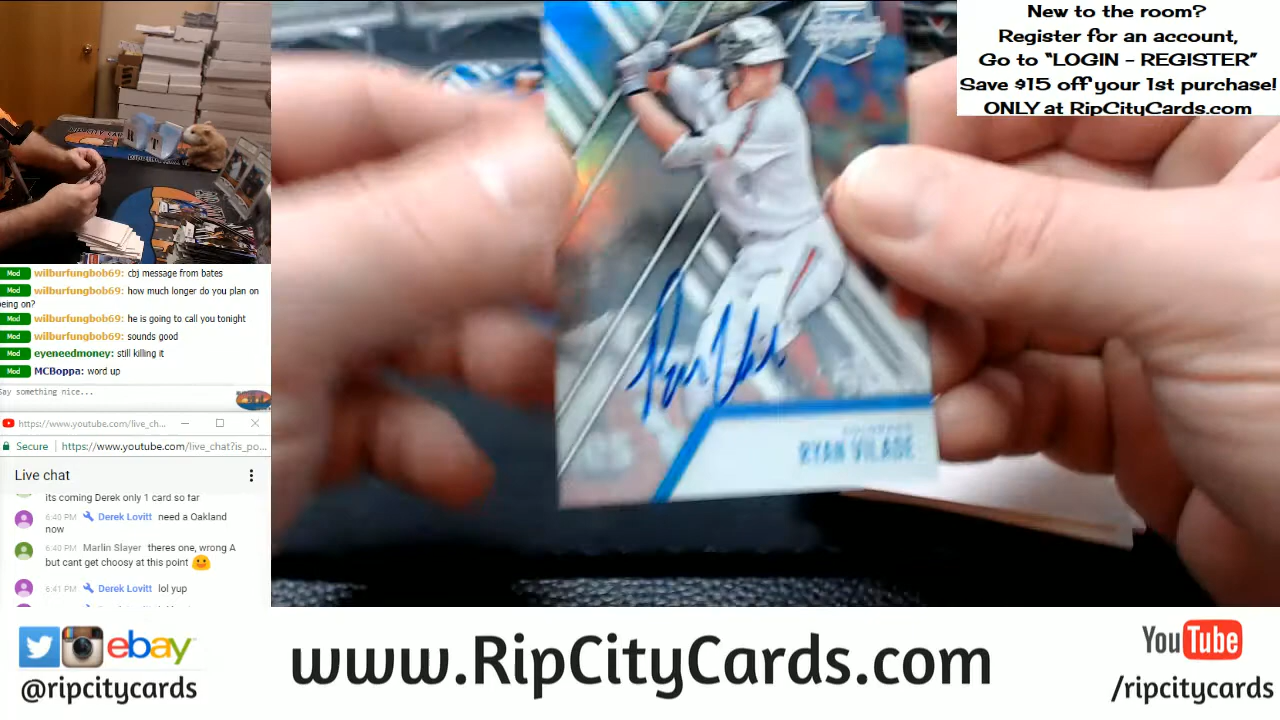 New to the room?
Register for an account,
Go to “LOGIN - REGISTER”
Save $15 off your 1st purchase!
ONLY at RipCityCards.com
Mod wilburfungbob69: cbj message from bates
Mod wilburfungbob69: how much longer do you plan on
being on?
Mod wilburfungbob69: he is going to call you tonight
Mod wilburfungbob69: sounds good
Mod eyeneedmoney: still killing it
Mod MCBoppa: word up
Say something nice...
https://www.youtube.com/live_ch...
Secure https://www.youtube.com/live_chat?is_po...
Live chat
its coming Derek only 1 card so far
6:40 PM Derek Lovitt need a Oakland
now
6:40 PM Marlin Slayer theres one, wrong A
but cant get choosy at this point
6:41 PM Derek Lovitt lol yup
RYAN VILADE
ebay
@ripcitycards
www.RipCityCards.com
YouTube
/ripcitycards